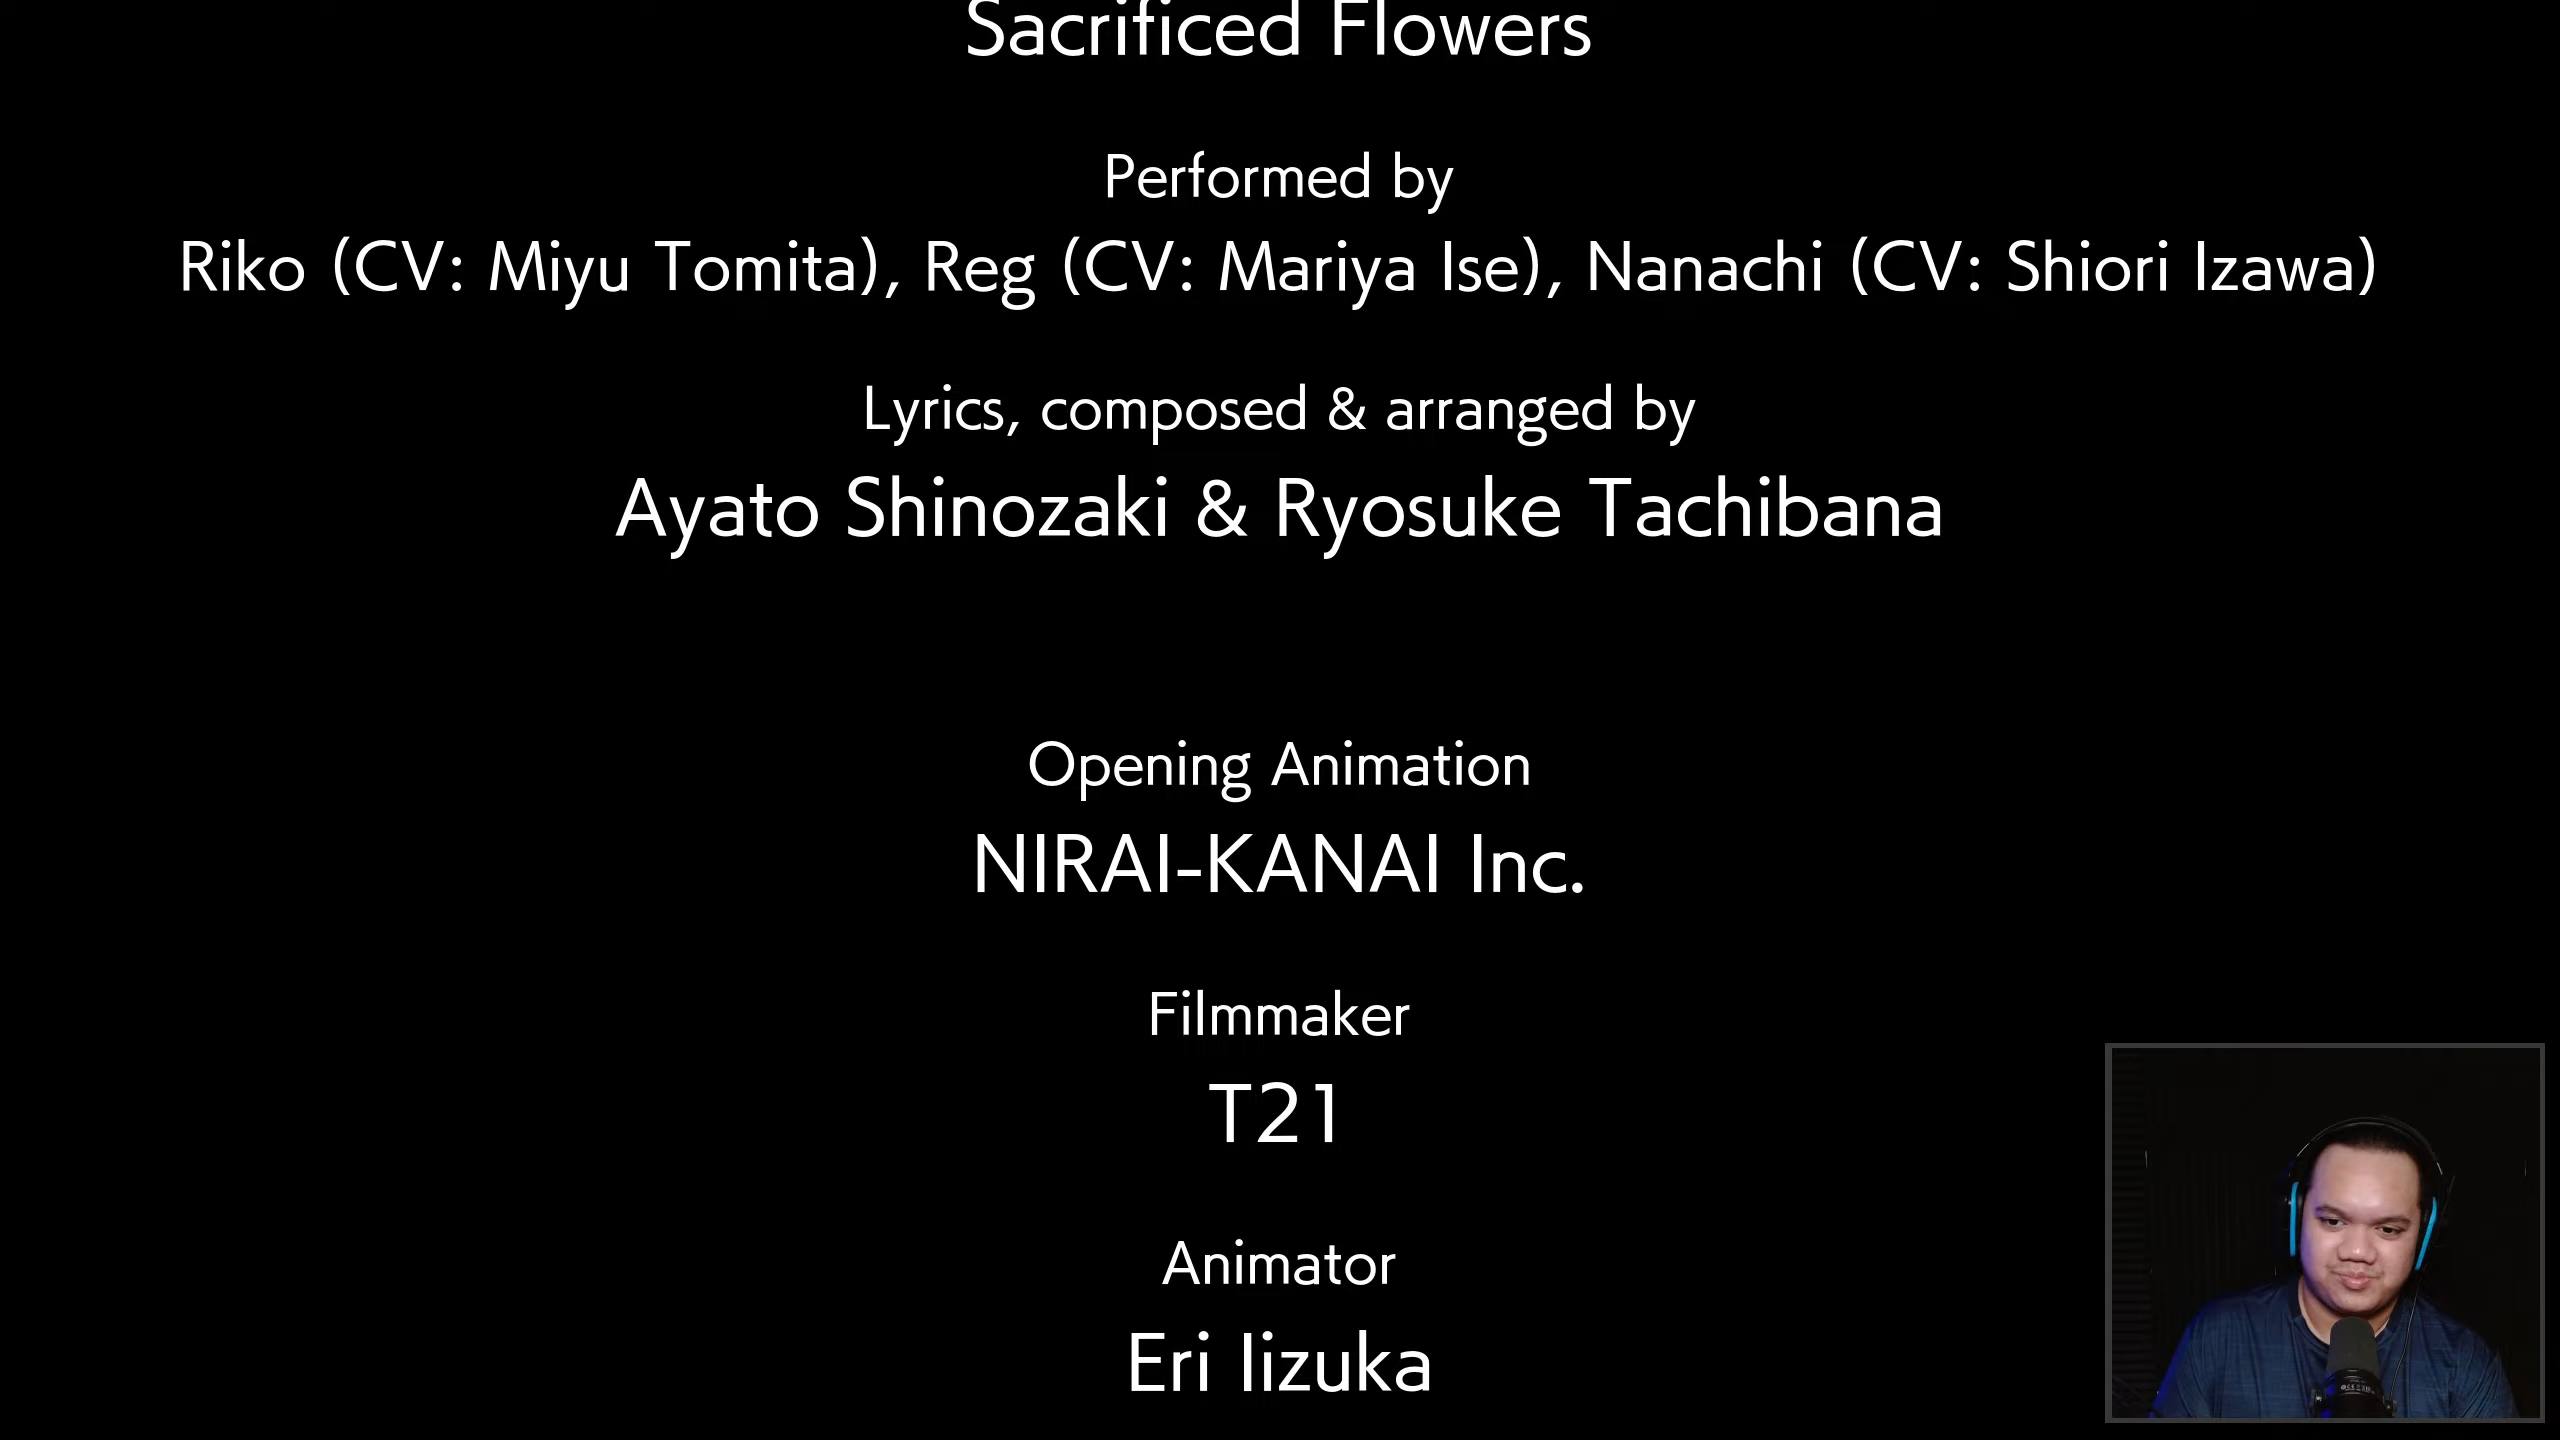 Sacrificed Flowers
Performed by
Riko (CV: Miyu Tomita), Reg (CV: Mariya Ise), Nanachi (CV: Shiori Izawa)
Lyrics, composed & arranged by
Ayato Shinozaki & Ryosuke Tachibana
Opening Animation
NIRAI-KANAI Inc.
Filmmaker
T21
Animator
Eri Iizuka